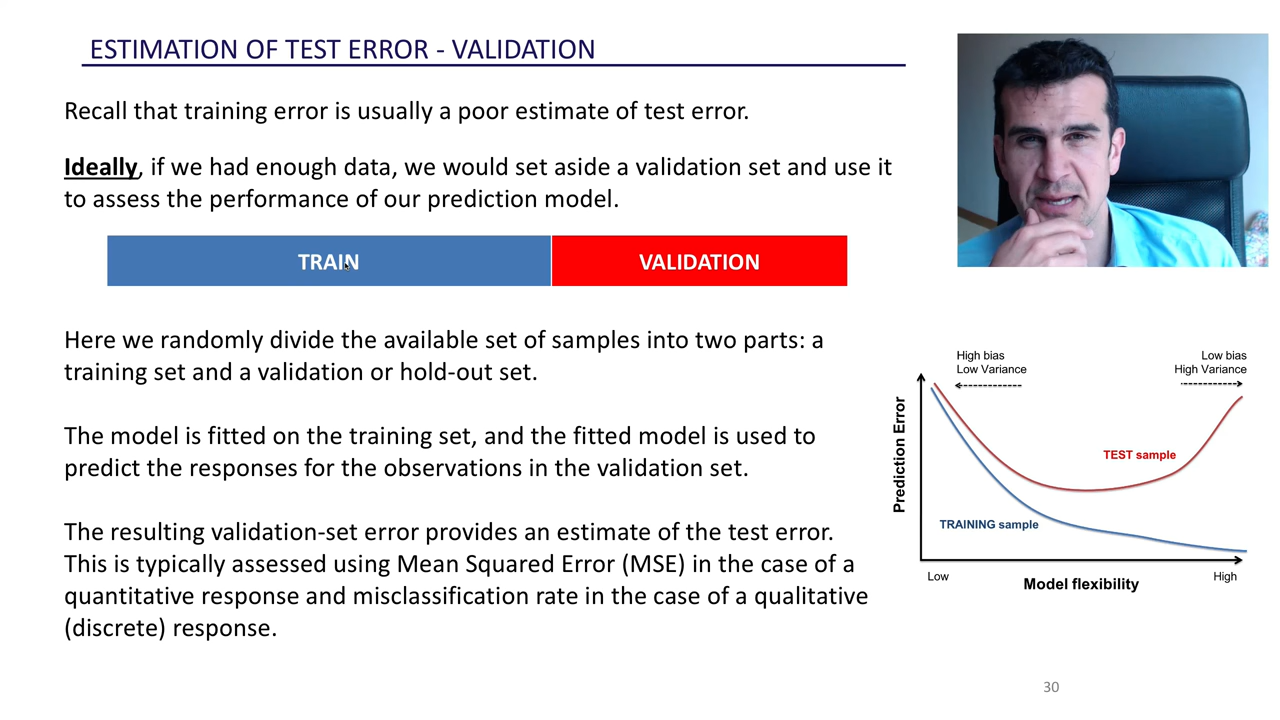 ESTIMATION OF TEST ERROR - VALIDATION
Recall that training error is usually a poor estimate of test error.
Ideally, if we had enough data, we would set aside a validation set and use it
to assess the performance of our prediction model.
TRAIN
VALIDATION
Here we randomly divide the available set of samples into two parts: a
training set and a validation or hold-out set.
The model is fitted on the training set, and the fitted model is used to
predict the responses for the observations in the validation set.
The resulting validation-set error provides an estimate of the test error.
This is typically assessed using Mean Squared Error (MSE) in the case of a
quantitative response and misclassification rate in the case of a qualitative
(discrete) response.
High bias
Low Variance
Low bias
High Variance
Prediction Error
TEST sample
TRAINING sample
Low
Model flexibility
High
30